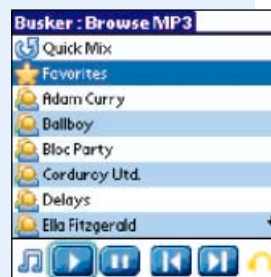 Busker : Browse MP3
Quick Mix
Favorites
Adam Curry
Ballboy
Bloc Party
Corduroy Utd.
Delays
Ella Fitzgerald